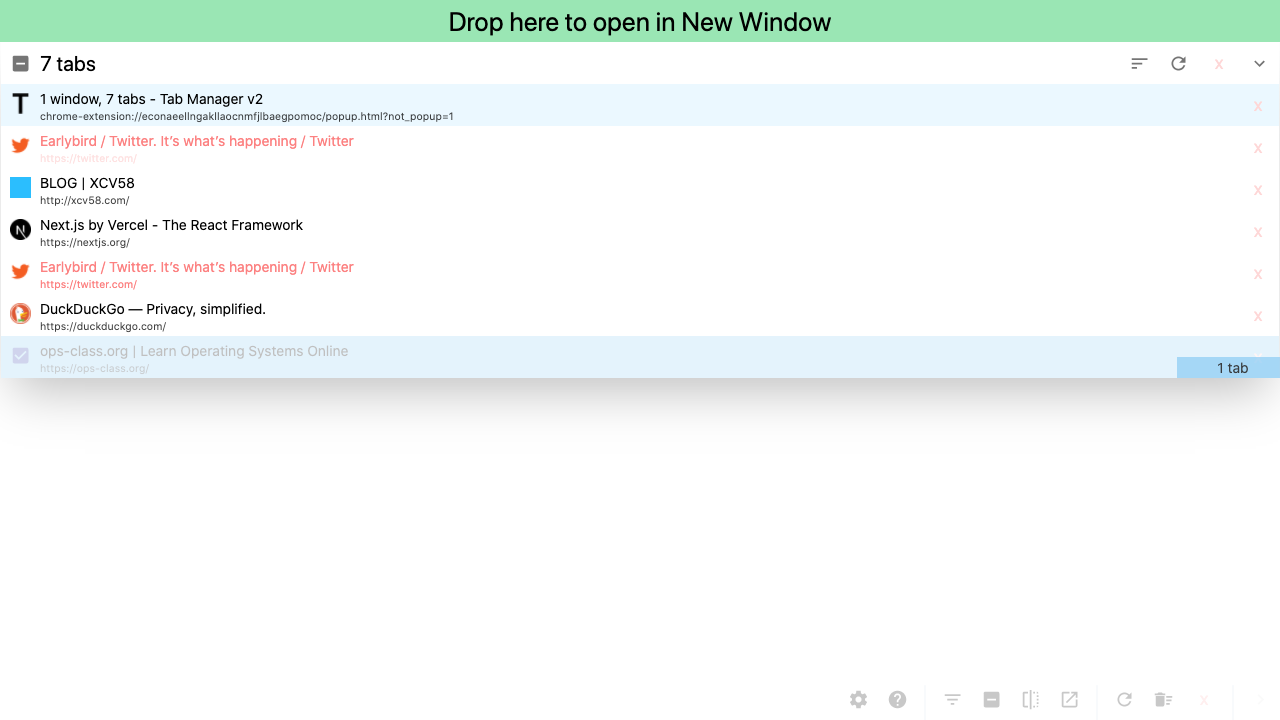 Drop here to open in New Window
7 tabs
x
1 window, 7 tabs - Tab Manager v2
x
chrome-extension://econaeellngakllaocnmfjlbaegpomoc/popup.html?not_popup=1
Earlybird / Twitter. It’s what’s happening / Twitter
x
https://twitter.com/
BLOG | XCV58
x
http://xcv58.com/
Next.js by Vercel - The React Framework
x
https://nextjs.org/
Earlybird / Twitter. It’s what’s happening / Twitter
x
https://twitter.com/
DuckDuckGo — Privacy, simplified.
x
https://duckduckgo.com/
ops-class.org | Learn Operating Systems Online
https://ops-class.org/
1 tab
x